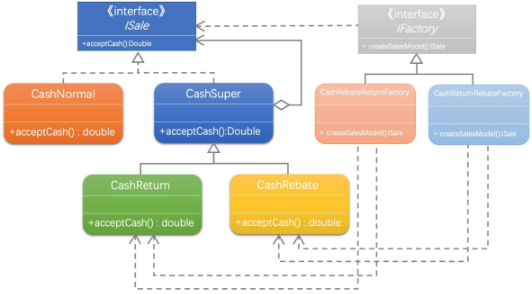 《interface》
ISale
+acceptCash():Double
《interface》
IFactory
+ createSalesModel():ISale
CashNormal
+acceptCash() : double
CashSuper
+acceptCash():Double
CashRebateReturnFactory
+ createSalesModel():ISale
CashReturnRebateFactory
+ createSalesModel():ISale
CashReturn
+acceptCash() : double
CashRebate
+acceptCash() : double